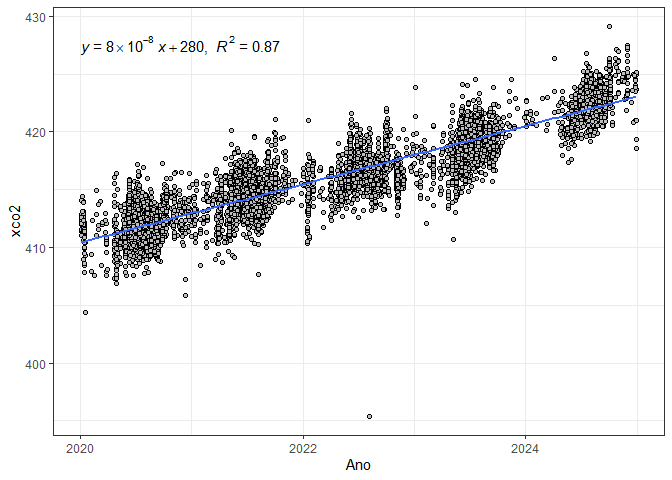 430
y = 8×10⁻⁸ x + 280, R² = 0.87
420
xco2
410
400
2020 2022 2024
Ano